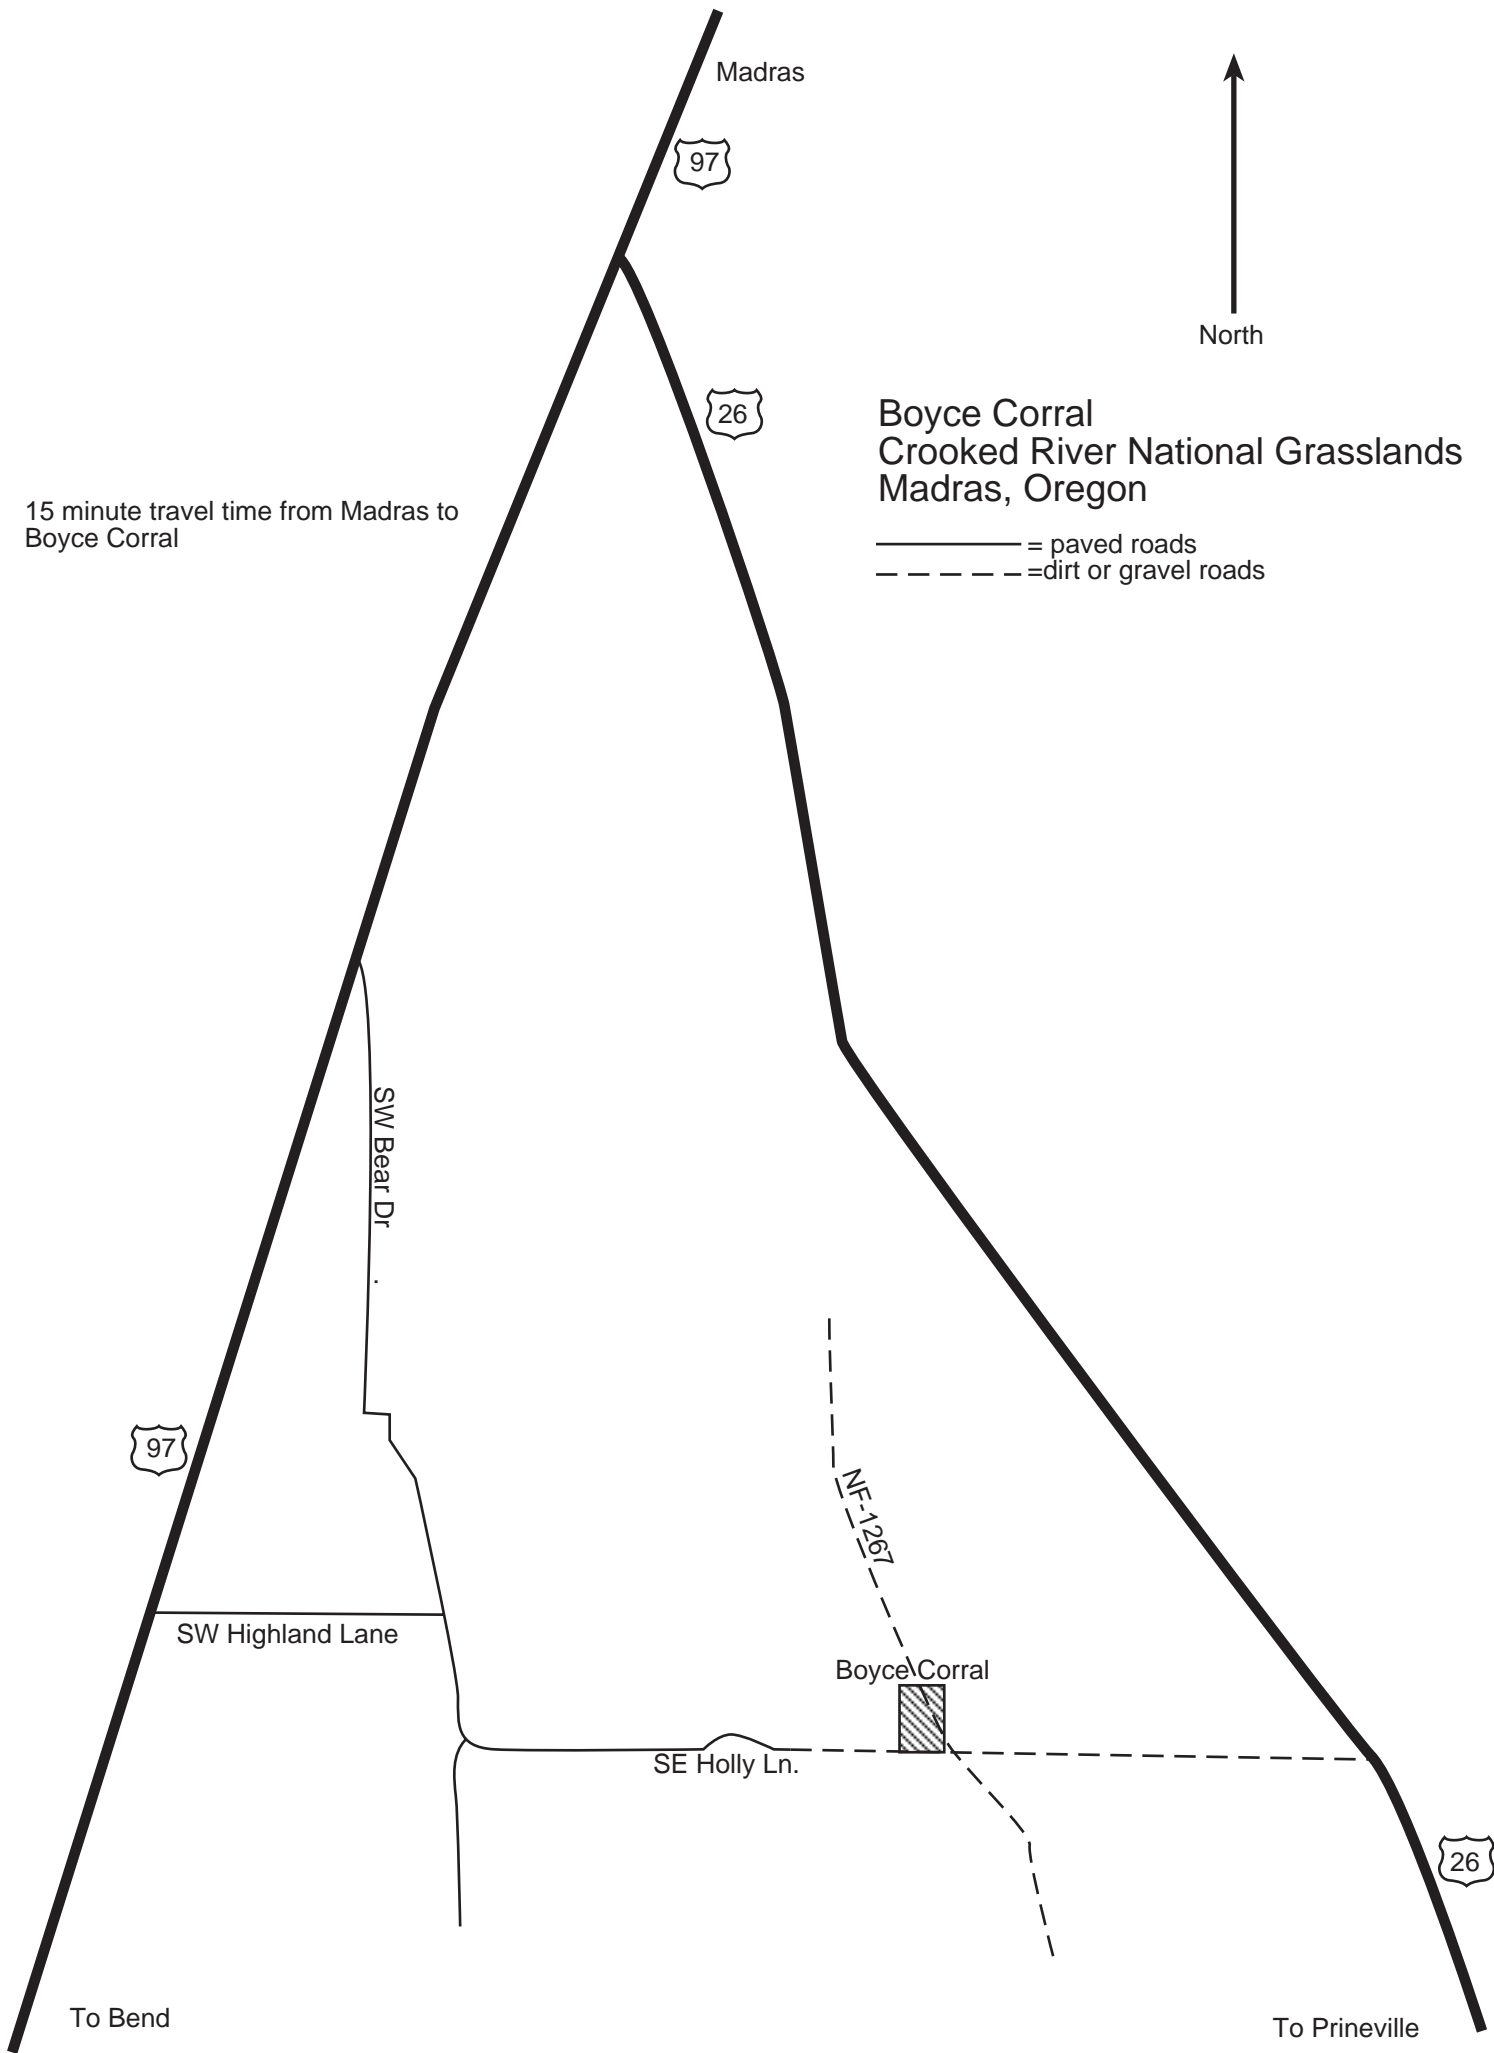 Madras
97
North
26
Boyce Corral
Crooked River National Grasslands
Madras, Oregon
15 minute travel time from Madras to
Boyce Corral
= paved roads
=dirt or gravel roads
SW Bear Dr .
97
NF-1267
SW Highland Lane
Boyce Corral
SE Holly Ln.
26
To Bend
To Prineville